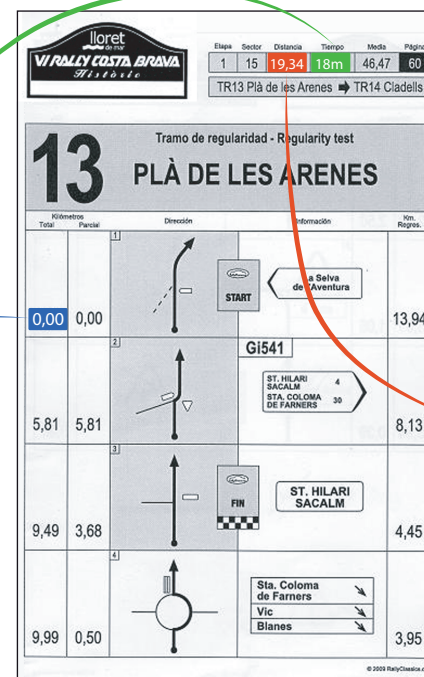 lloret
de mar
VI RALLY COSTA BRAVA
Històric
Etapa Sector Distancia Tiempo Media Página
1 15 19,34 18m 46,47 60
TR13 Plà de les Arenes ➡ TR14 Cladells
13
Tramo de regularidad - Regularity test
PLÀ DE LES ARENES
Kilómetros
Total Parcial Dirección Información Km. Regres.
1
START
La Selva
de l'Aventura
0,00 0,00 13,94
2
Gi541
ST. HILARI
SACALM 4
STA. COLOMA
DE FARNERS 30
5,81 5,81 8,13
3
FIN
ST. HILARI
SACALM
9,49 3,68 4,45
4
Sta. Coloma
de Farners
Vic
Blanes
9,99 0,50 3,95
© 2009 RallyClassics.